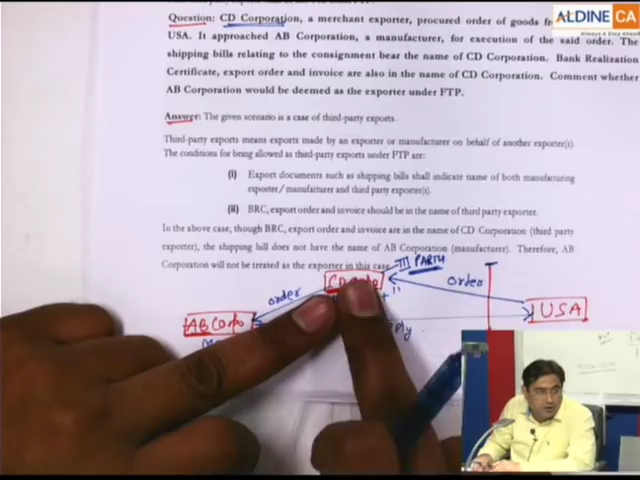 Question: CD Corporation, a merchant exporter, procured order of goods
ALDINE CA
Always A Step Ahead
USA. It approached AB Corporation, a manufacturer, for execution of the said order. The
shipping bills relating to the consignment bear the name of CD Corporation. Bank Realization
Certificate, export order and invoice are also in the name of CD Corporation. Comment whether
AB Corporation would be deemed as the exporter under FTP.
Answer: The given scenario is a case of third-party exports.
Third-party exports means exports made by an exporter or manufacturer on behalf of another exporter(s).
The conditions for being allowed as third-party exports under FTP are:
(i) Export documents such as shipping bills shall indicate name of both manufacturing
exporter/manufacturer and third party exporter(s).
(ii) BRC, export order and invoice should be in the name of third party exporter.
In the above case, though BRC, export order and invoice are in the name of CD Corporation (third party
exporter), the shipping bill does not have the name of AB Corporation (manufacturer). Therefore, AB
Corporation will not be treated as the exporter in this case
III PARTY
order
order
USA
AB Corpo